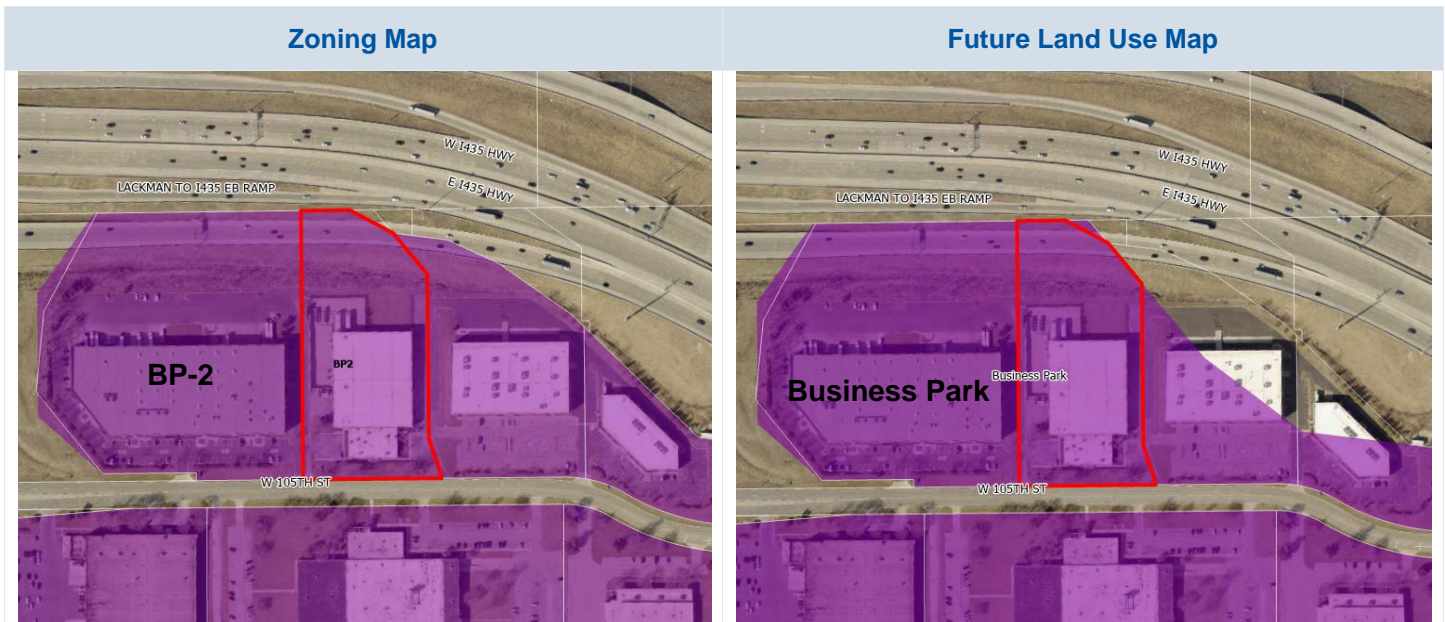 Zoning Map
Future Land Use Map
W I435 HWY
E I435 HWY
LACKMAN TO I435 EB RAMP
BP-2
BP2
W 105TH ST
W I435 HWY
E I435 HWY
LACKMAN TO I435 EB RAMP
Business Park
Business Park
W 105TH ST